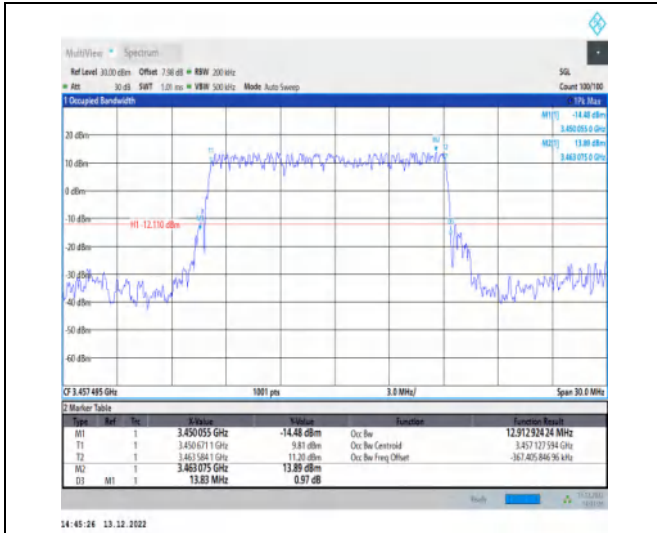 MultiView Spectrum
Ref Level 30.00 dBm Offset 7.98 dB RBW 200 kHz SGL
Att 30 dB SWT 1.01 ms VBW 500 kHz Mode Auto Sweep Count 100/100
1 Occupied Bandwidth 1Pk Max
M1[1] -14.48 dBm
3.450 055 0 GHz
20 dBm
M2[1] 13.89 dBm
3.463 075 0 GHz
M2
T1
10 dBm
0 dBm
-10 dBm
H1 -12.110 dBm
-20 dBm
-30 dBm
-40 dBm
-50 dBm
-60 dBm
CF 3.457 495 GHz 1001 pts 3.0 MHz/ Span 30.0 MHz
2 Marker Table
Type Ref Trc X-Value Y-Value Function Function Result
M1 1 3.450055 GHz -14.48 dBm Occ Bw 12.912 924 24 MHz
T1 1 3.450 671 1 GHz 9.81 dBm Occ Bw Centroid 3.457 127 594 GHz
T2 1 3.463 584 1 GHz 11.20 dBm Occ Bw Freq Offset -367.405 846 96 kHz
M2 1 3.463075 GHz 13.89 dBm
D3 M1 1 13.83 MHz 0.97 dB
Ready
14:45:26 13.12.2022